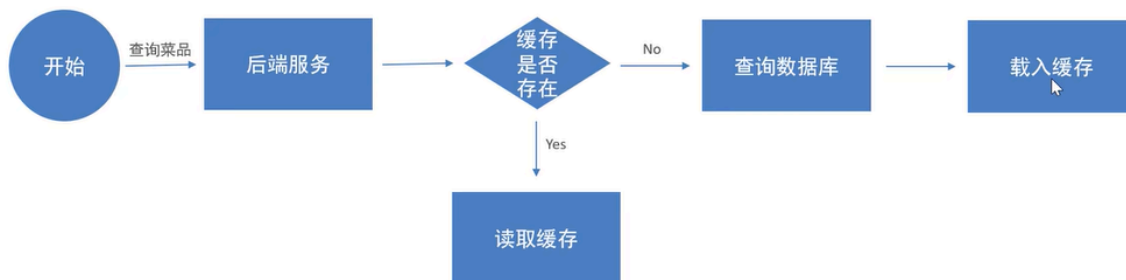 开始
查询菜品
后端服务
缓存
是否
存在
No
查询数据库
载入缓存
Yes
读取缓存